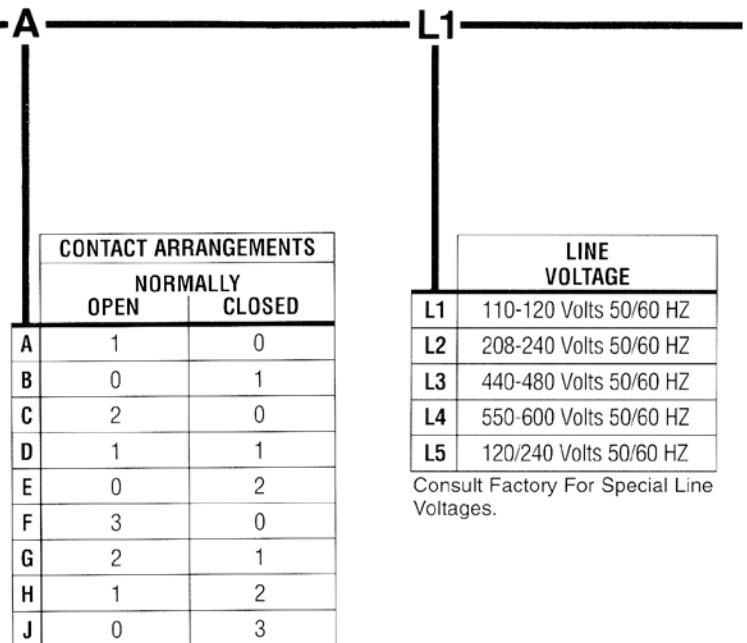 A L1
CONTACT ARRANGEMENTS
NORMALLY
OPEN CLOSED
A 1 0
B 0 1
C 2 0
D 1 1
E 0 2
F 3 0
G 2 1
H 1 2
J 0 3
LINE
VOLTAGE
L1 110-120 Volts 50/60 HZ
L2 208-240 Volts 50/60 HZ
L3 440-480 Volts 50/60 HZ
L4 550-600 Volts 50/60 HZ
L5 120/240 Volts 50/60 HZ
Consult Factory For Special Line
Voltages.